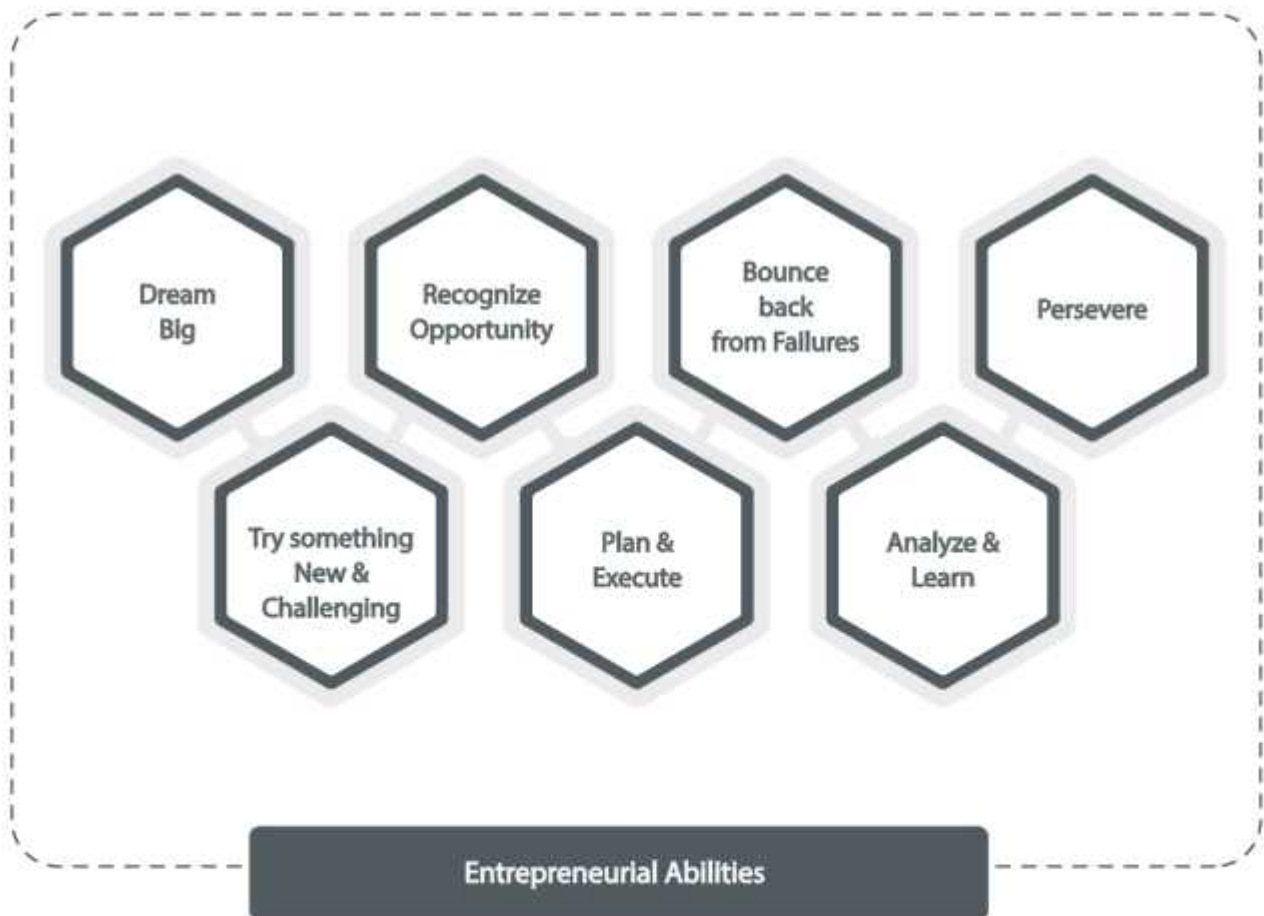 Dream
Big
Recognize
Opportunity
Bounce
back
from Failures
Persevere
Try something
New &
Challenging
Plan &
Execute
Analyze &
Learn
Entrepreneurial Abilities